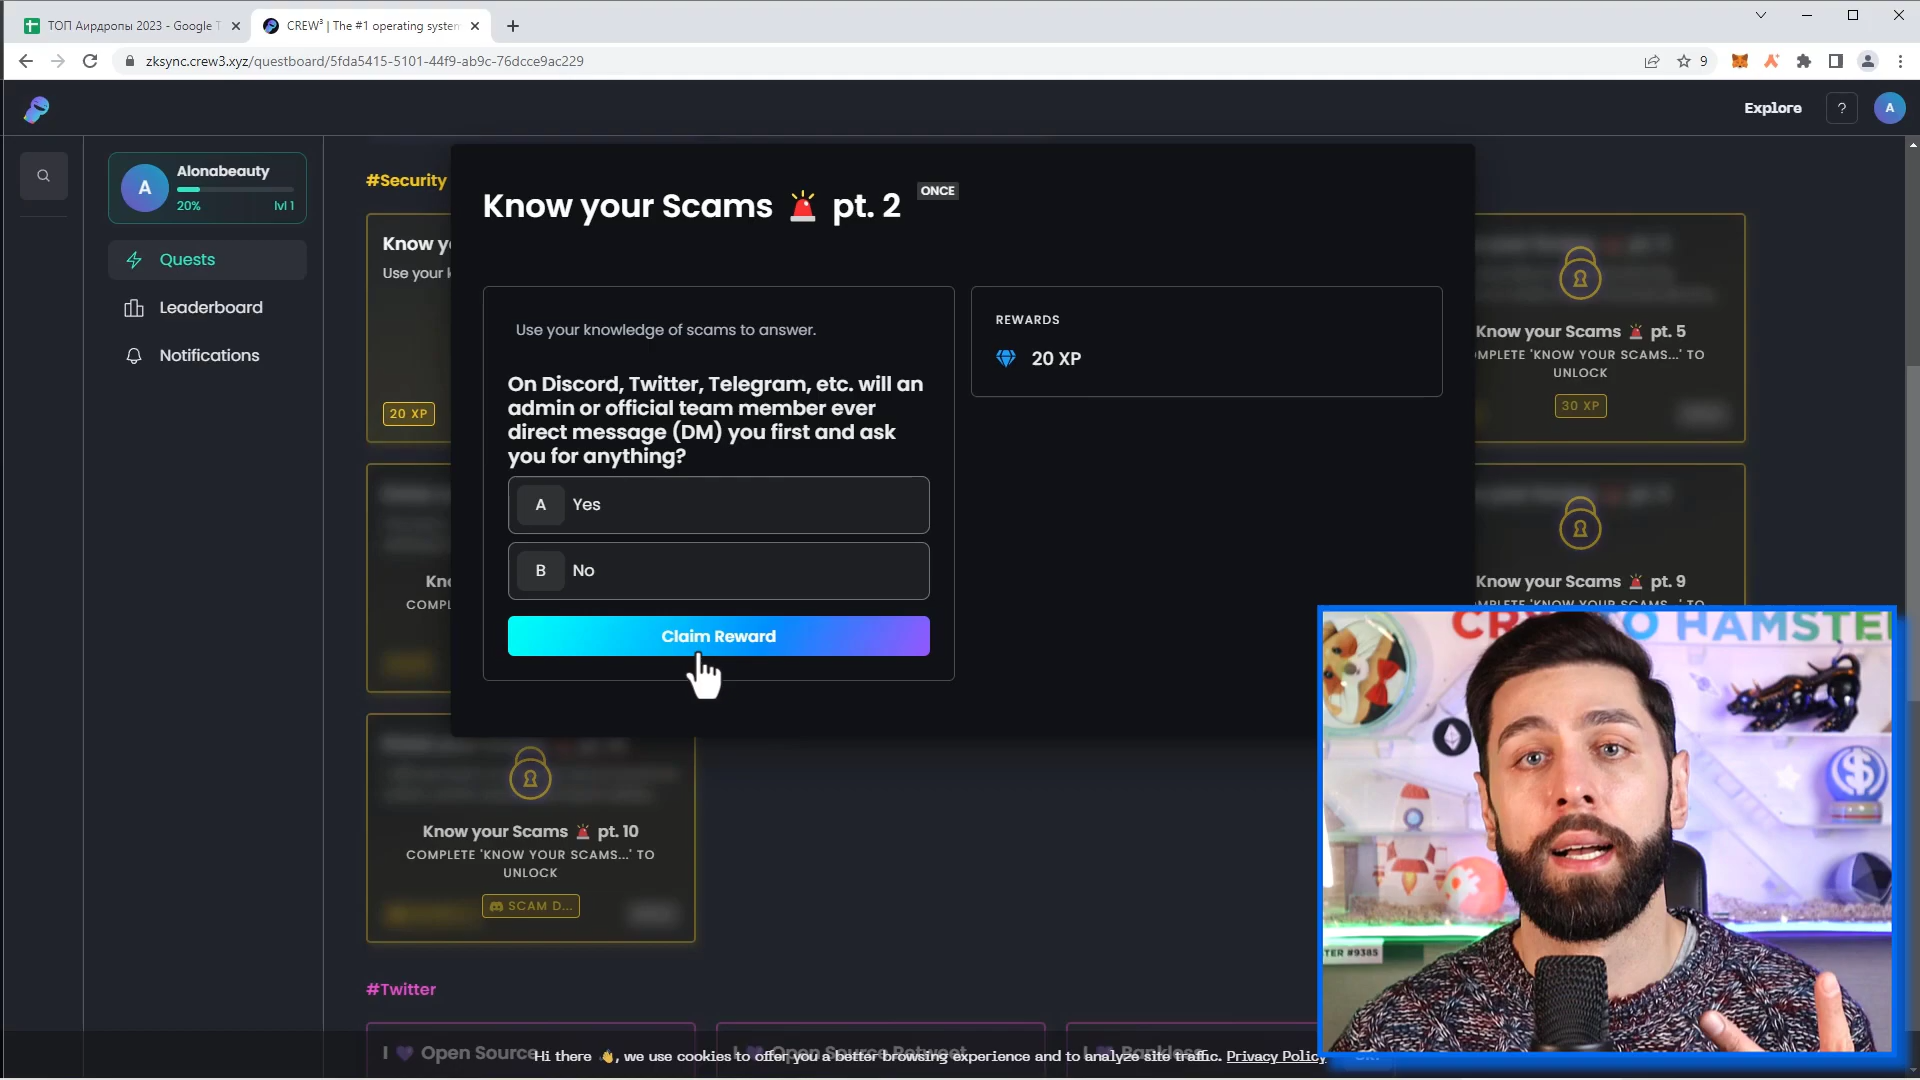 ТОП Аирдропы 2023 - Google
CREW³ | The #1 operating system
zksync.crew3.xyz/questboard/5fda5415-5101-44f9-ab9c-76dcce9ac229
9
Explore
?
A
A
Alonabeauty
20%
lvl 1
Quests
Leaderboard
Notifications
#Security
Know
Use your
20 XP
Know your Scams 🚨 pt. 2
ONCE
Use your knowledge of scams to answer.
On Discord, Twitter, Telegram, etc. will an
admin or official team member ever
direct message (DM) you first and ask
you for anything?
A Yes
B No
Claim Reward
REWARDS
20 XP
Know your Scams 🚨 pt. 5
TO
UNLOCK
30 XP
Know your Scams 🚨 pt. 9
Know your Scams 🚨 pt. 10
COMPLETE 'KNOW YOUR SCAMS...' TO
UNLOCK
SCAM D...
#Twitter
I 💜 Open Source
Open Source Retweet
Hi there 👋, we use cookies to offer you a better browsing experience and to analyze site traffic. Privacy Policy
HAMSTE
#9385